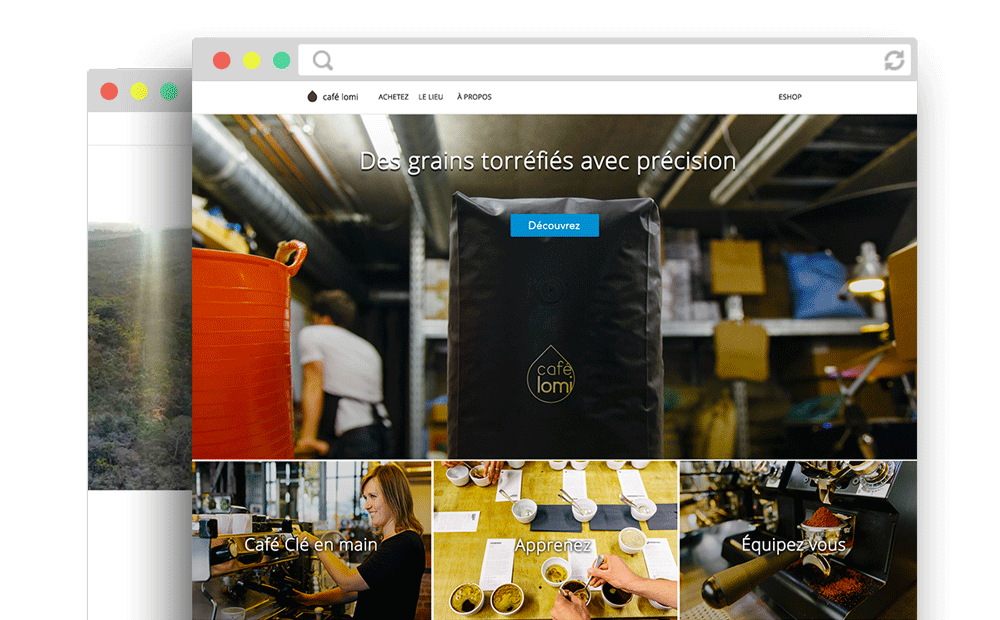 café lomi ACHETEZ LE LIEU À PROPOS ESHOP
Des grains torréfiés avec précision
Découvrez
café
lomi
Café Clé en main
Apprenez
Équipez-vous